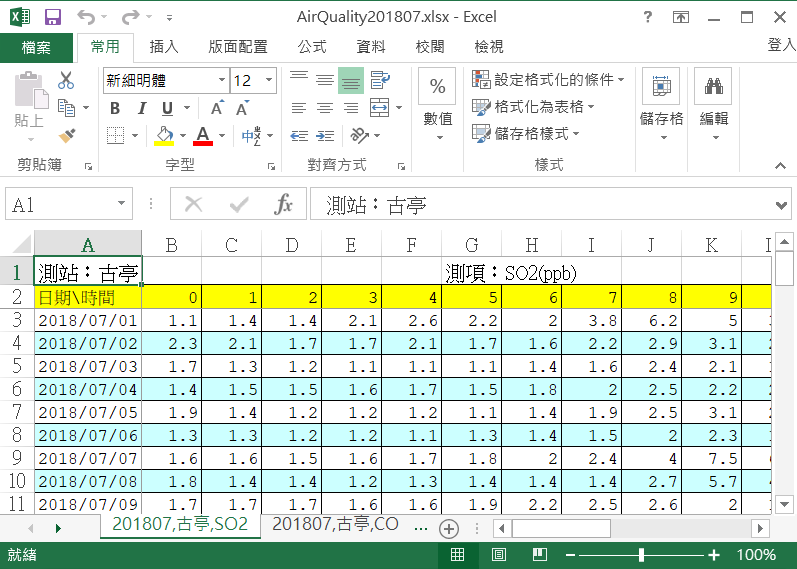 AirQuality201807.xlsx - Excel
檔案 常用 插入 版面配置 公式 資料 校閱 檢視 登入
新細明體 12
% 設定格式化的條件
格式化為表格
儲存格樣式
貼上 B I U A A 數值 儲存格 編輯
A 中
剪貼簿 字型 對齊方式 樣式
A1 fx 測站：古亭
A B C D E F G H I J K L
1 測站：古亭 測項：SO2(ppb)
2 日期\時間 0 1 2 3 4 5 6 7 8 9
3 2018/07/01 1.1 1.4 1.4 2.1 2.6 2.2 2 3.8 6.2 5
4 2018/07/02 2.3 2.1 1.7 1.7 2.1 1.7 1.6 2.2 2.9 3.1
5 2018/07/03 1.7 1.3 1.2 1.1 1.1 1.1 1.4 1.6 2.4 2.1
6 2018/07/04 1.4 1.5 1.5 1.6 1.7 1.5 1.8 2 2.5 2.2
7 2018/07/05 1.9 1.4 1.2 1.2 1.2 1.1 1.4 1.9 2.5 3.1
8 2018/07/06 1.3 1.3 1.2 1.2 1.1 1.3 1.4 1.5 2 2.3
9 2018/07/07 1.6 1.6 1.5 1.6 1.7 1.8 2 2.4 4 7.5
10 2018/07/08 1.8 1.4 1.4 1.2 1.3 1.4 1.4 1.4 2.7 5.7
11 2018/07/09 1.7 1.7 1.7 1.6 1.6 1.9 2.2 2.5 2.6 2
201807,古亭,SO2 201807,古亭,CO ...
就緒 100%